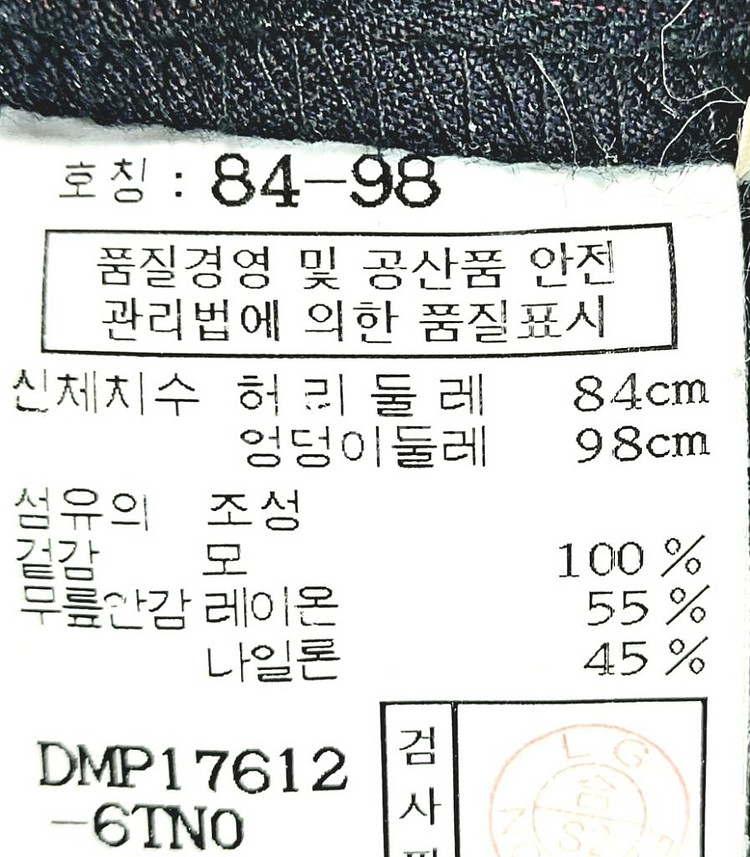 호칭 : 84-98
품질경영 및 공산품 안전
관리법에 의한 품질표시
신체치수 허리둘레 84cm
엉덩이둘레 98cm
섬유의 조성
겉감 모 100 %
무릎안감 레이온 55 %
나일론 45 %
DMP17612
-6TN0
검
사
L G